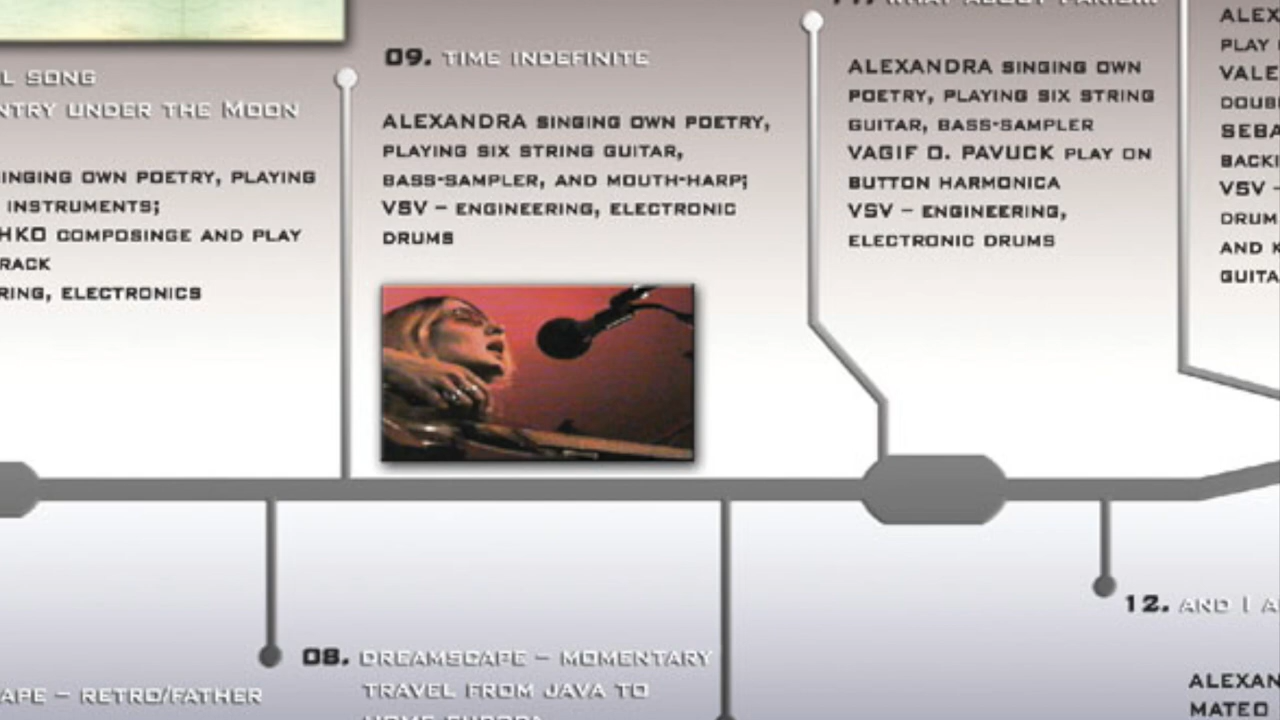 L SONG
NTRY UNDER THE MOON
INGING OWN POETRY, PLAYING
INSTRUMENTS;
HKO COMPOSINGE AND PLAY
RACK
RING, ELECTRONICS
09. TIME INDEFINITE
ALEXANDRA SINGING OWN POETRY,
PLAYING SIX STRING GUITAR,
BASS-SAMPLER, AND MOUTH-HARP;
VSV – ENGINEERING, ELECTRONIC
DRUMS
ALEXANDRA SINGING OWN
POETRY, PLAYING SIX STRING
GUITAR, BASS-SAMPLER
VAGIF O. PAVUCK PLAY ON
BUTTON HARMONICA
VSV – ENGINEERING,
ELECTRONIC DRUMS
ALEX
PLAY
VALE
DOUB
SEBA
BACKI
VSV –
DRUM
AND K
GUITA
APE – RETRO/FATHER
08. DREAMSCAPE – MOMENTARY
TRAVEL FROM JAVA TO
12. AND I A
ALEXAN
MATEO